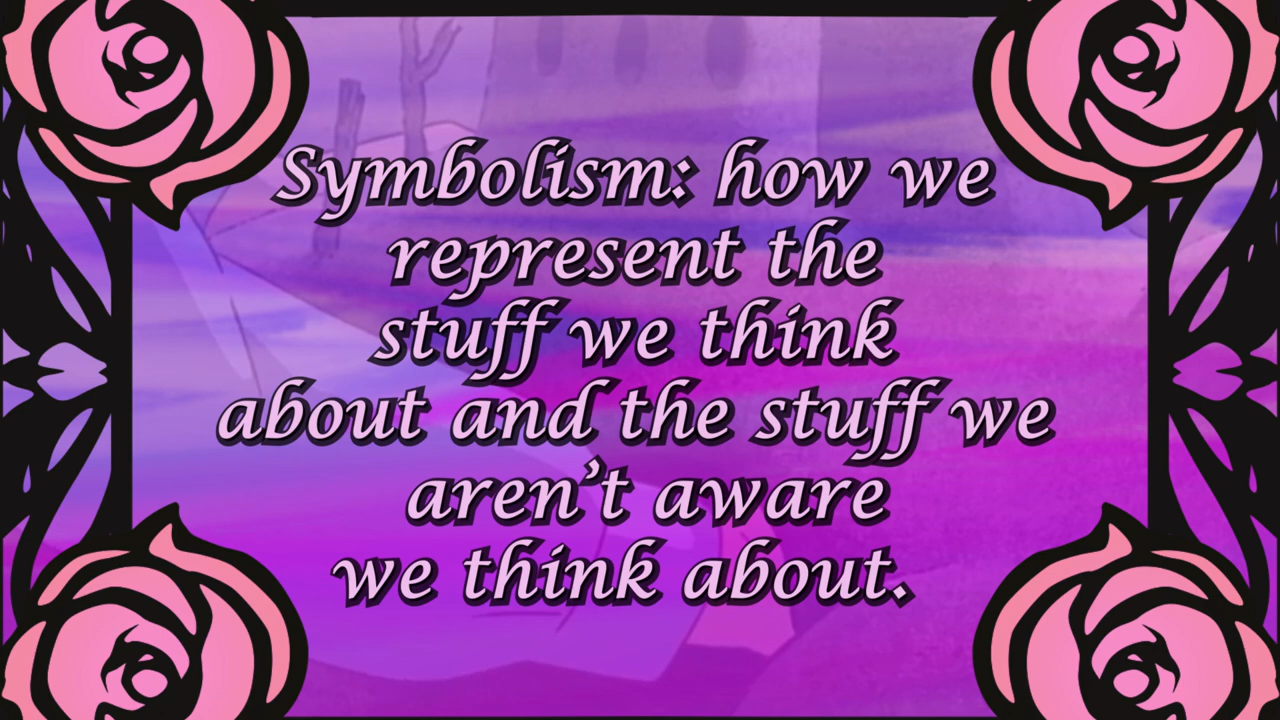 Symbolism: how we
represent the
stuff we think
about and the stuff we
aren’t aware
we think about.